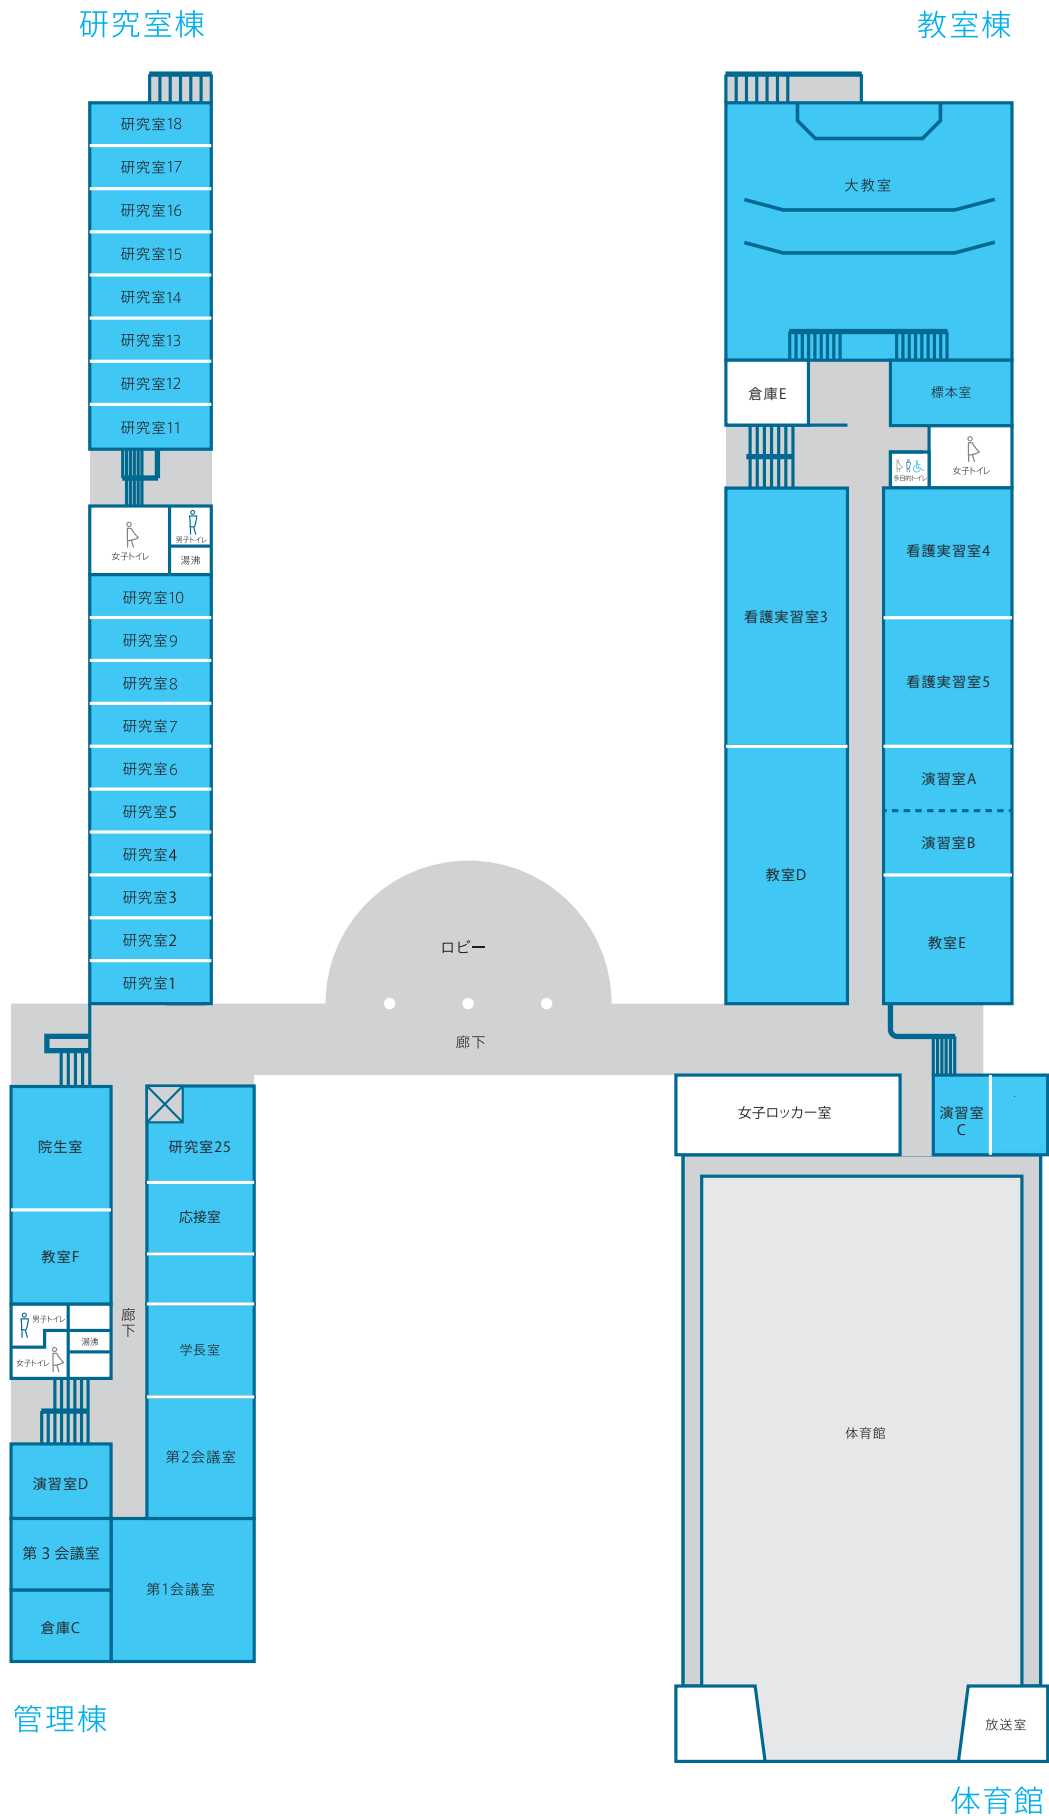 研究室棟
教室棟
研究室18
研究室17
研究室16
研究室15
研究室14
研究室13
研究室12
研究室11
女子トイレ
男子トイレ
湯沸
研究室10
研究室9
研究室8
研究室7
研究室6
研究室5
研究室4
研究室3
研究室2
研究室1
大教室
倉庫E
標本室
女子トイレ
多目的トイレ
看護実習室4
看護実習室3
看護実習室5
演習室A
演習室B
教室D
教室E
ロビー
廊下
院生室
教室F
男子トイレ
湯沸
女子トイレ
演習室D
第3会議室
倉庫C
廊下
研究室25
応接室
学長室
第2会議室
第1会議室
管理棟
女子ロッカー室
演習室
C
体育館
放送室
体育館